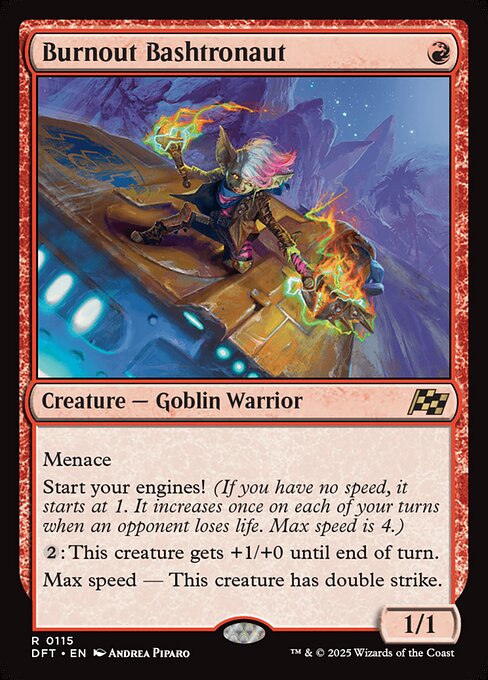 Burnout Bashtronaut
Creature — Goblin Warrior
Menace
Start your engines! (If you have no speed, it
starts at 1. It increases once on each of your turns
when an opponent loses life. Max speed is 4.)
2: This creature gets +1/+0 until end of turn.
Max speed — This creature has double strike.
1/1
R 0115
DFT • EN Andrea Piparo
™ & © 2025 Wizards of the Coast